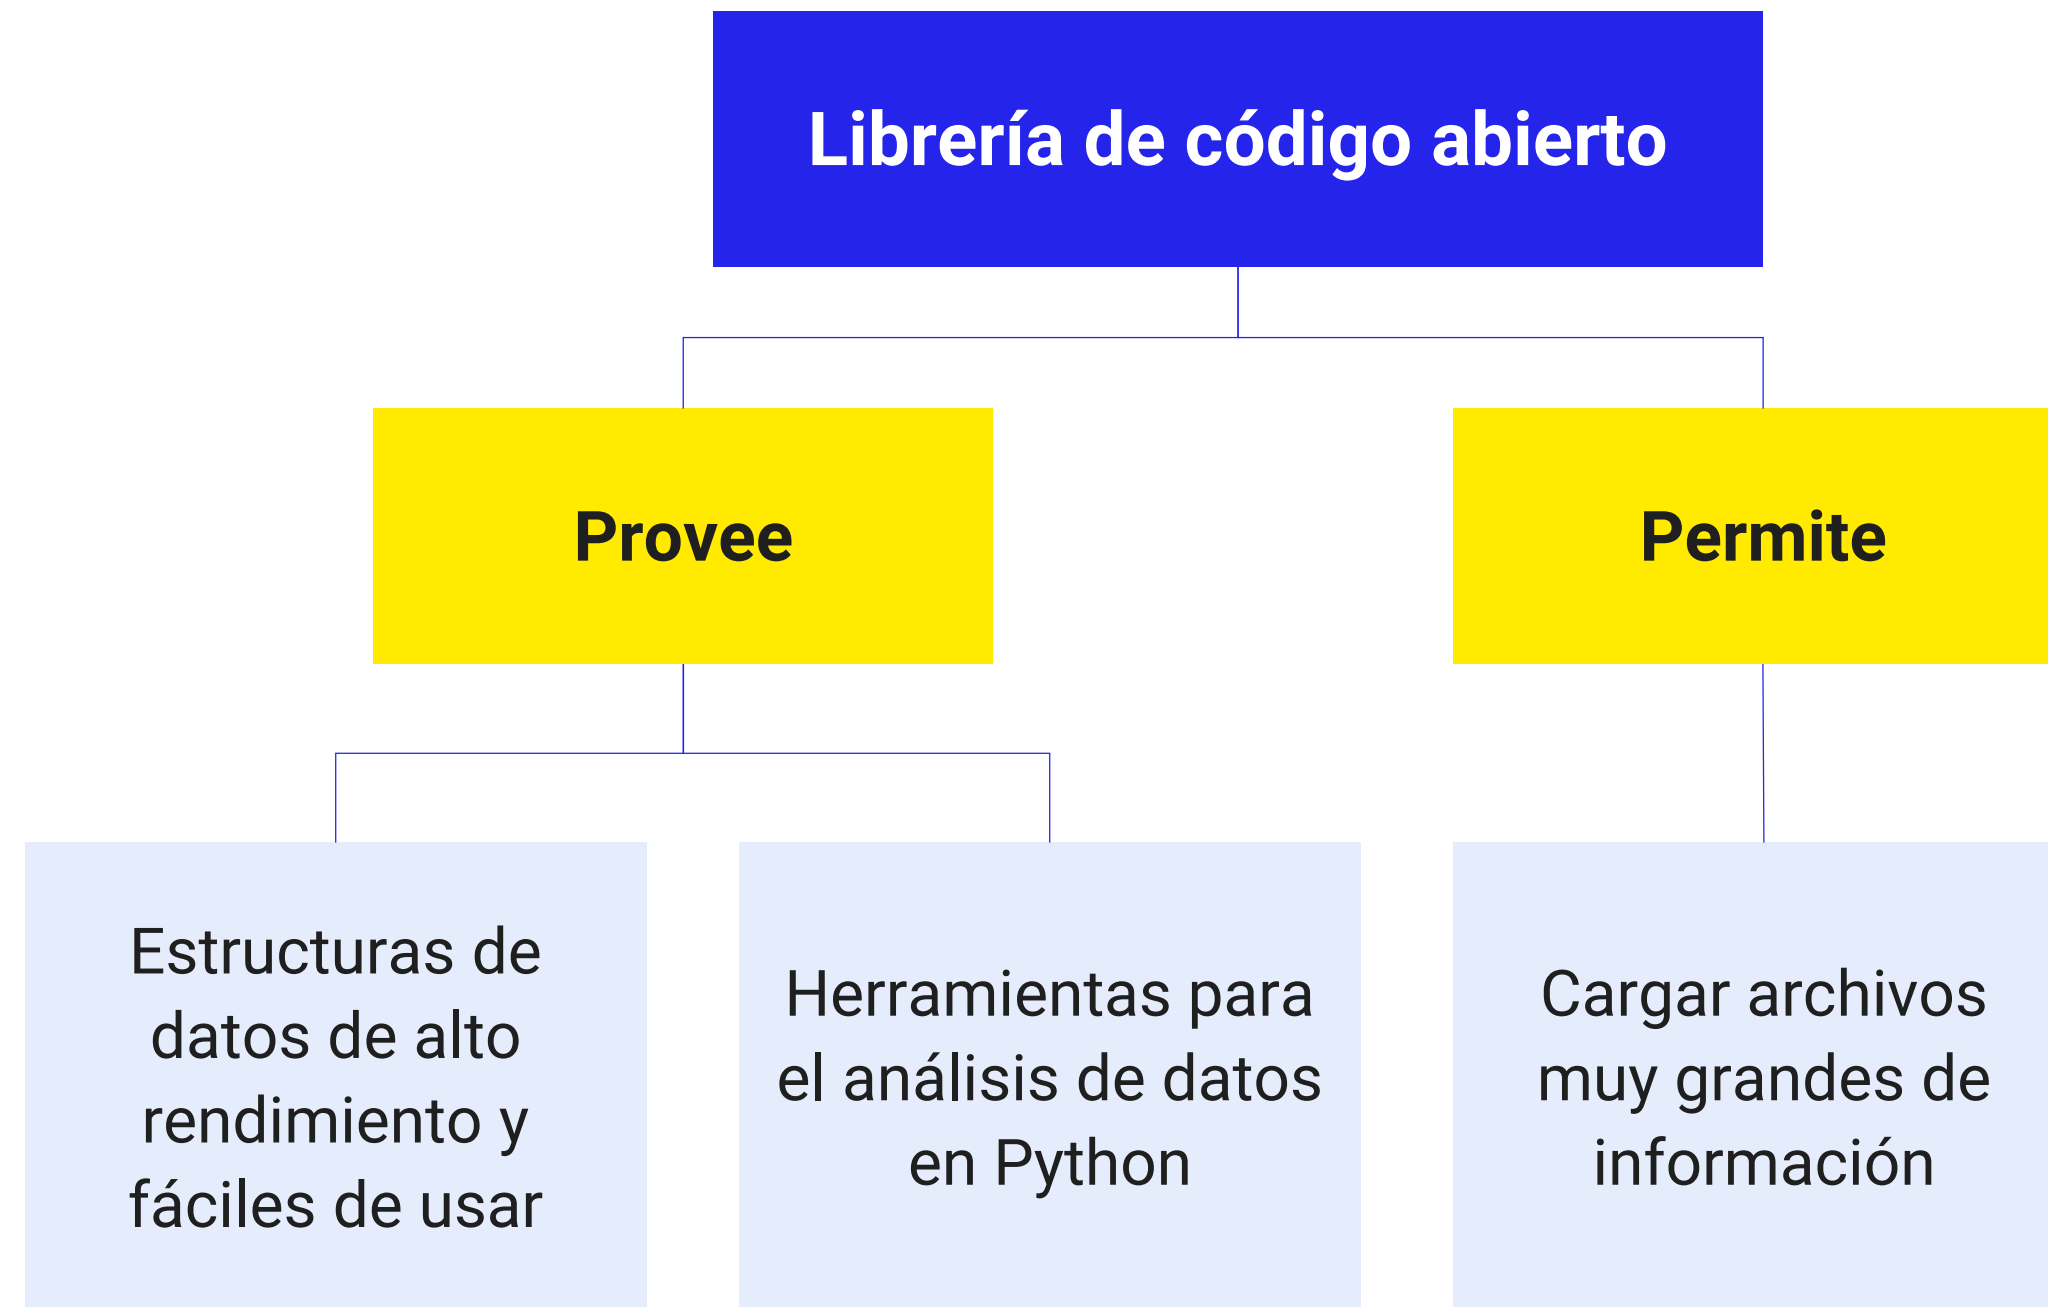 Librería de código abierto
Provee
Permite
Estructuras de
datos de alto
rendimiento y
fáciles de usar
Herramientas para
el análisis de datos
en Python
Cargar archivos
muy grandes de
información